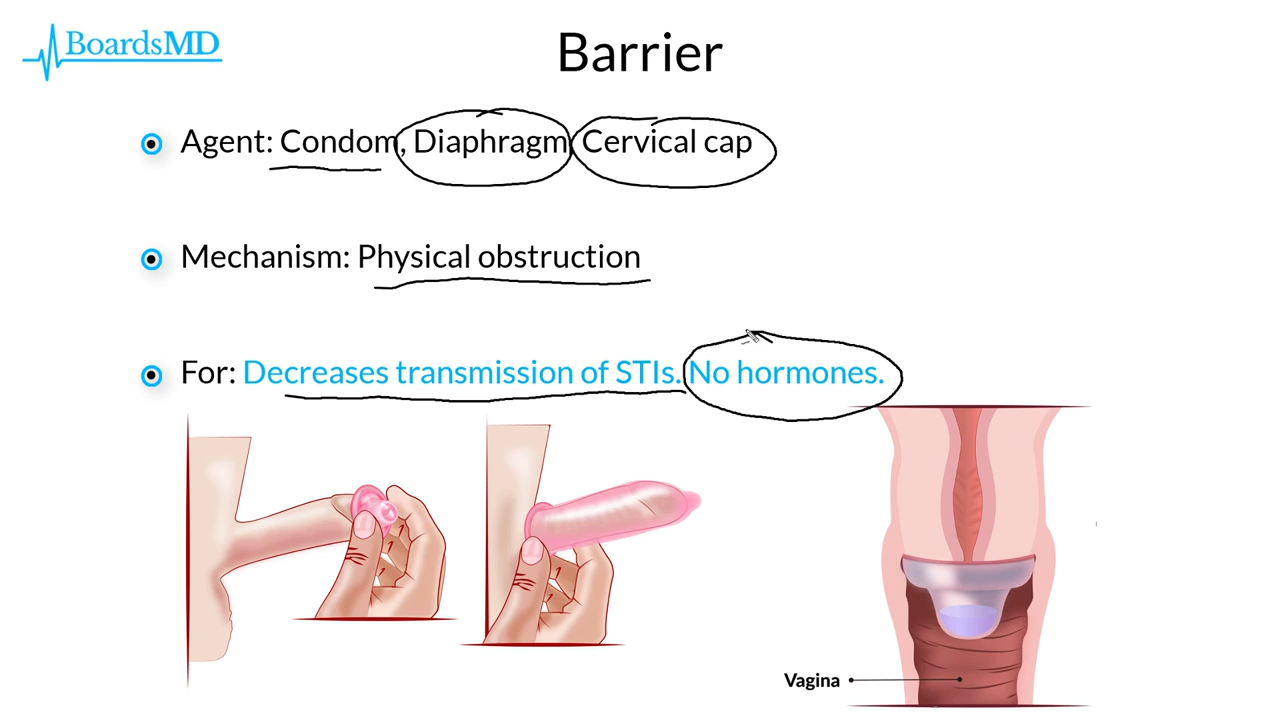 BoardsMD
Barrier
Agent: Condom, Diaphragm, Cervical cap
Mechanism: Physical obstruction
For: Decreases transmission of STIs. No hormones.
Vagina